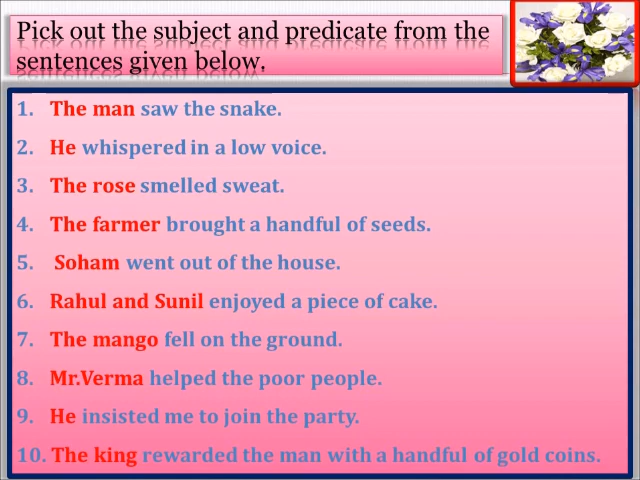 Pick out the subject and predicate from the
sentences given below.
1. The man saw the snake.
2. He whispered in a low voice.
3. The rose smelled sweat.
4. The farmer brought a handful of seeds.
5. Soham went out of the house.
6. Rahul and Sunil enjoyed a piece of cake.
7. The mango fell on the ground.
8. Mr.Verma helped the poor people.
9. He insisted me to join the party.
10. The king rewarded the man with a handful of gold coins.